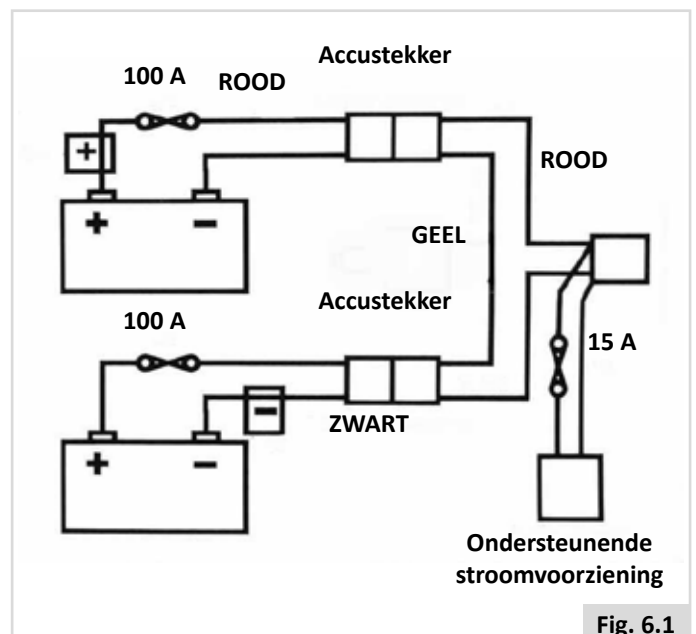 Accustekker
100 A
ROOD
+
ROOD
+ -
GEEL
Accustekker
100 A
15 A
-
ZWART
+ -
Ondersteunende
stroomvoorziening
Fig. 6.1